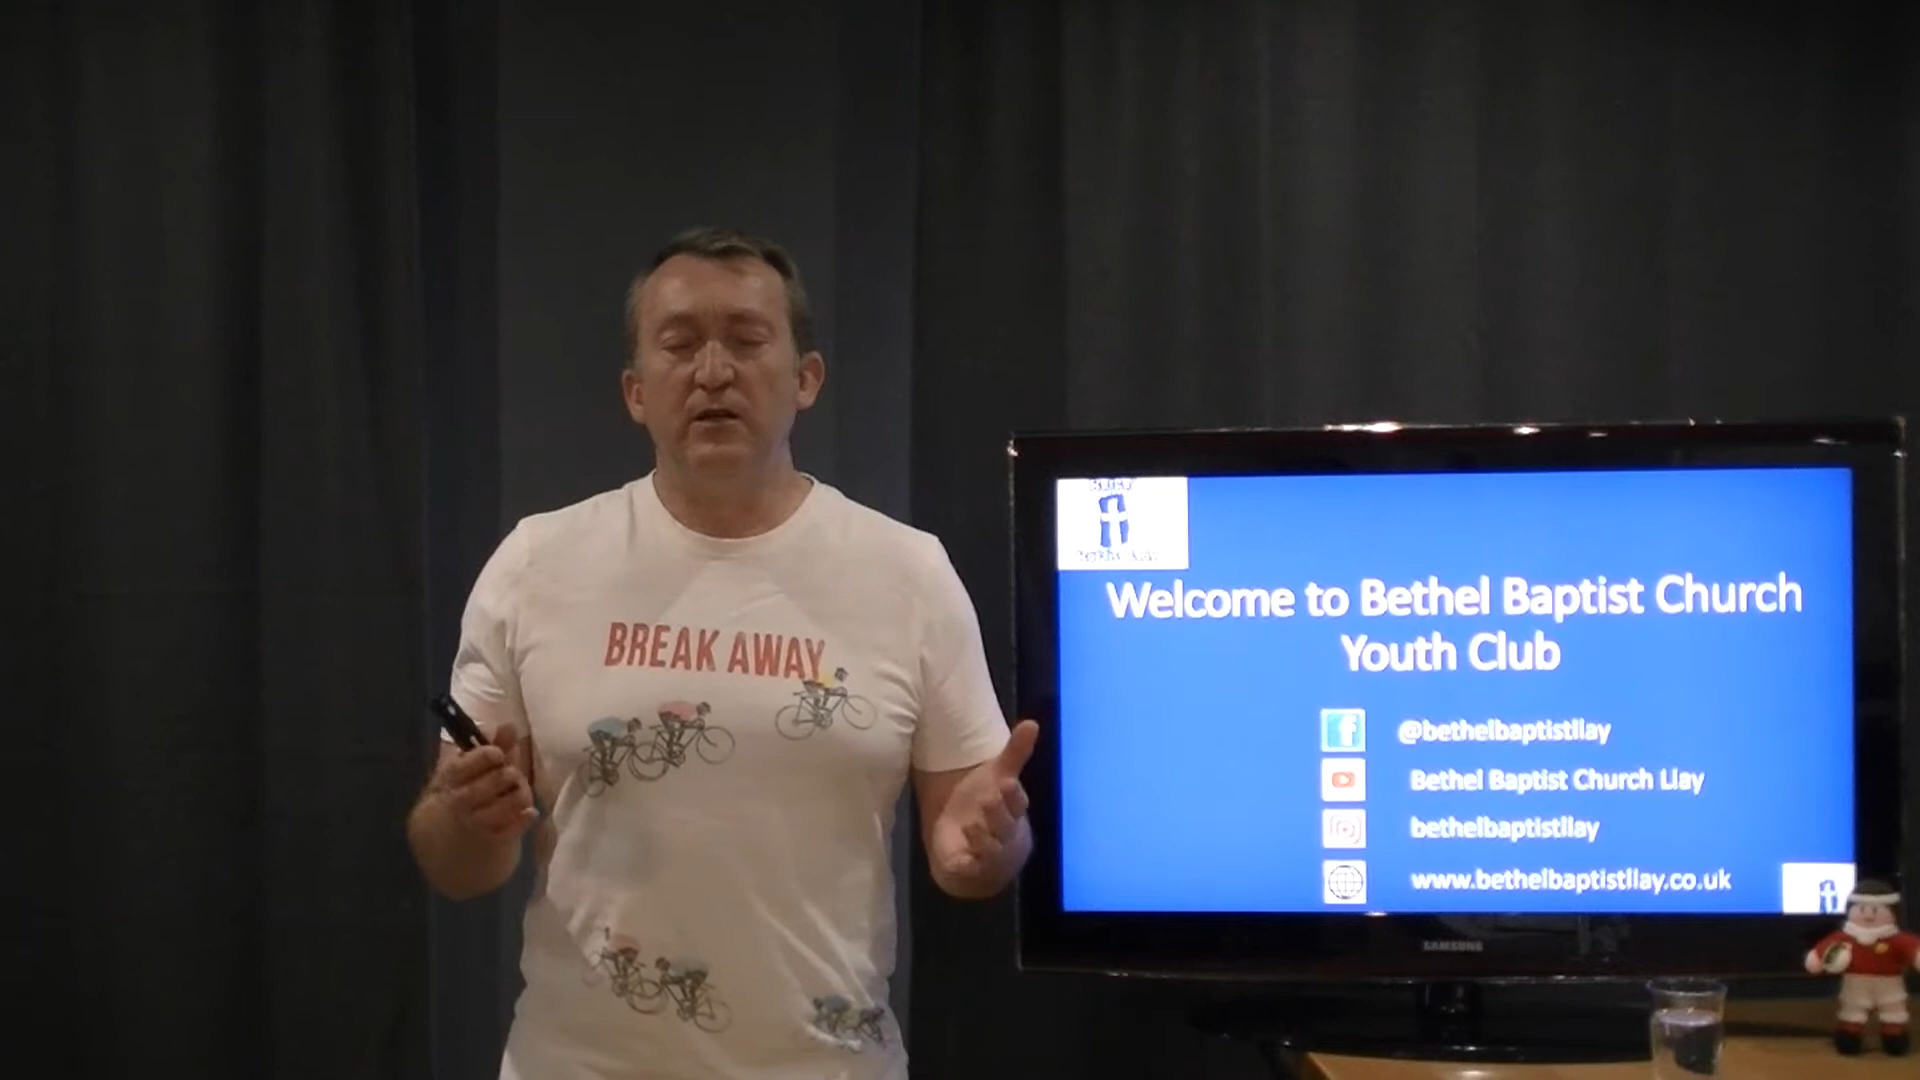 BREAK AWAY
Welcome to Bethel Baptist Church
Youth Club
@bethelbaptistllay
Bethel Baptist Church Llay
bethelbaptistllay
www.bethelbaptistllay.co.uk
SAMSUNG